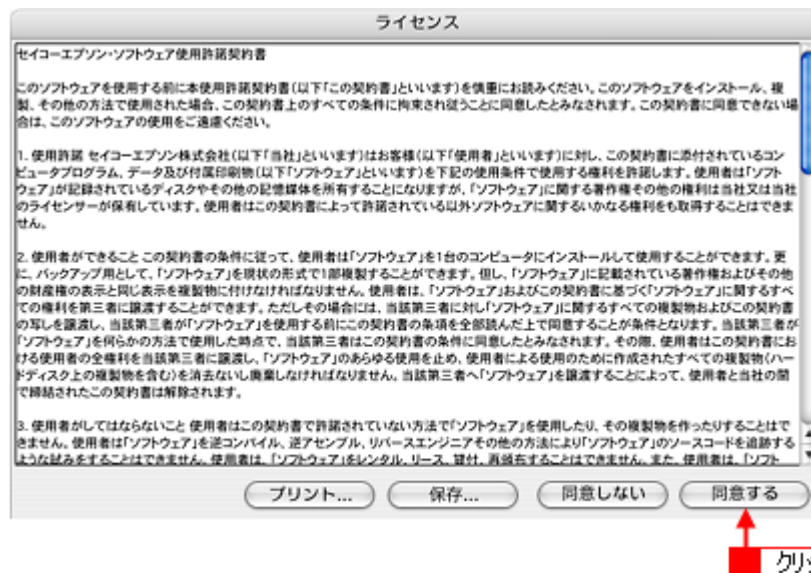 ライセンス
セイコーエプソン・ソフトウェア使用許諾契約書
このソフトウェアを使用する前に本使用許諾契約書（以下「この契約書」といいます）を慎重にお読みください。このソフトウェアをインストール、複
製、その他の方法で使用された場合、この契約書上のすべての条件に拘束され従うことに同意したとみなされます。この契約書に同意できない場
合は、このソフトウェアの使用をご遠慮ください。
1. 使用許諾 セイコーエプソン株式会社（以下「当社」といいます）はお客様（以下「使用者」といいます）に対し、この契約書に添付されているコン
ピュータプログラム、データ及び付属印刷物（以下「ソフトウェア」といいます）を下記の使用条件で使用する権利を許諾します。使用者は「ソフト
ウェア」が記録されているディスクやその他の記憶媒体を所有することになりますが、「ソフトウェア」に関する著作権その他の権利は当社又は当社
のライセンサーが保有しています。使用者はこの契約書によって許諾されている以外ソフトウェアに関するいかなる権利をも取得することはできま
せん。
2. 使用者ができること この契約書の条件に従って、使用者は「ソフトウェア」を1台のコンピュータにインストールして使用することができます。更
に、バックアップ用として、「ソフトウェア」を現状の形式で1部複製することができます。但し、「ソフトウェア」に記載されている著作権およびその他
の財産権の表示と同じ表示を複製物に付けなければなりません。使用者は、「ソフトウェア」およびこの契約書に基づく「ソフトウェア」に関するすべ
ての権利を第三者に譲渡することができます。ただしその場合には、当該第三者に対し「ソフトウェア」に関するすべての複製物およびこの契約書
の写しを譲渡し、当該第三者が「ソフトウェア」を使用する前にこの契約書の条項を全部読んだ上で同意することが条件となります。当該第三者が
「ソフトウェア」を何らかの方法で使用した時点で、当該第三者はこの契約書の条件に同意したとみなされます。その際、使用者はこの契約書にお
ける使用者の全権利を当該第三者に譲渡し、「ソフトウェア」のあらゆる使用を止め、使用者による使用のために作成されたすべての複製物（ハー
ドディスク上の複製物を含む）を消去ないし廃棄しなければなりません。当該第三者へ「ソフトウェア」を譲渡することによって、使用者と当社の間
で締結されたこの契約書は解除されます。
3. 使用者がしてはならないこと 使用者はこの契約書で許諾されていない方法で「ソフトウェア」を使用したり、その複製物を作ったりすることはで
きません。使用者は「ソフトウェア」を逆コンパイル、逆アセンブル、リバースエンジニアその他の方法により「ソフトウェア」のソースコードを追跡する
ような試みをすることはできません。使用者は、「ソフトウェア」をレンタル、リース、貸付、再頒布することはできません。また、使用者は、「ソフト
プリント... 保存... 同意しない 同意する